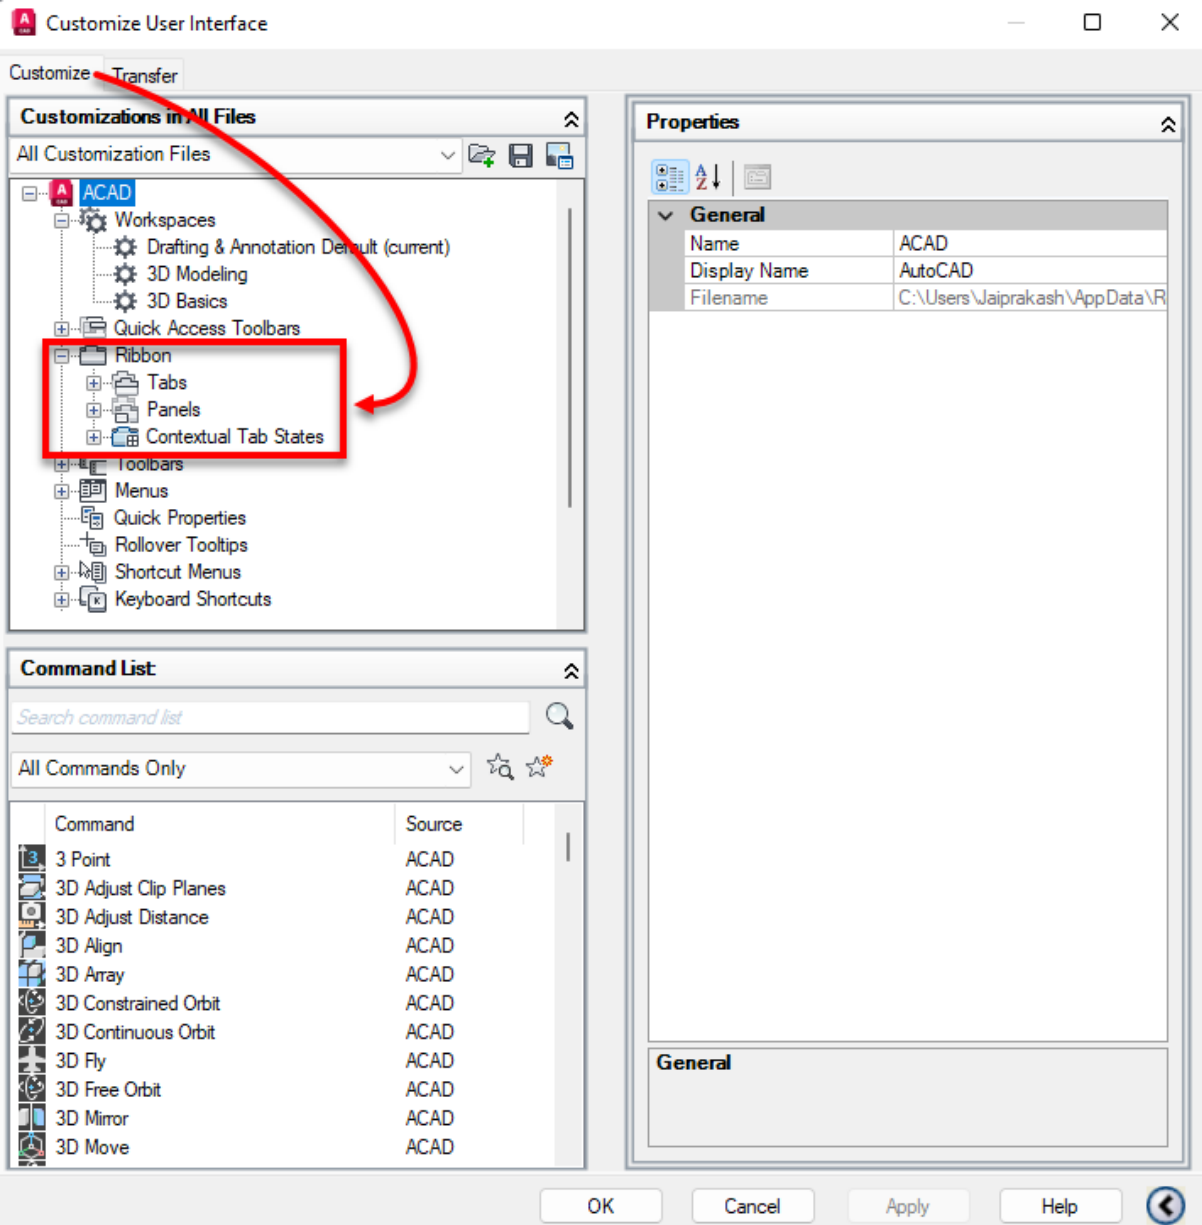 Customize User Interface
Customize
Transfer
Customizations in All Files
All Customization Files
ACAD
Workspaces
Drafting & Annotation Default (current)
3D Modeling
3D Basics
Quick Access Toolbars
Ribbon
Tabs
Panels
Contextual Tab States
Toolbars
Menus
Quick Properties
Rollover Tooltips
Shortcut Menus
Keyboard Shortcuts
Command List:
Search command list
All Commands Only
Command Source
3 Point ACAD
3D Adjust Clip Planes ACAD
3D Adjust Distance ACAD
3D Align ACAD
3D Array ACAD
3D Constrained Orbit ACAD
3D Continuous Orbit ACAD
3D Fly ACAD
3D Free Orbit ACAD
3D Mirror ACAD
3D Move ACAD
Properties
General
Name ACAD
Display Name AutoCAD
Filename C:\Users\Jaiprakash\AppData\R
General
OK Cancel Apply Help